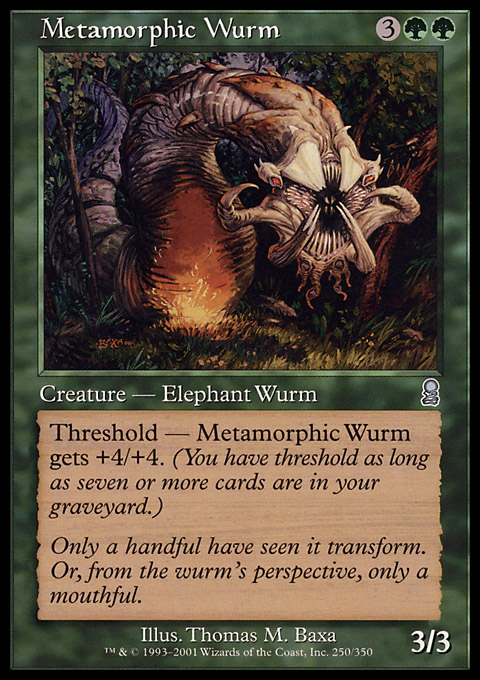 Metamorphic Wurm 3
Creature — Elephant Wurm
Threshold — Metamorphic Wurm
gets +4/+4. (You have threshold as long
as seven or more cards are in your
graveyard.)
Only a handful have seen it transform.
Or, from the wurm's perspective, only a
mouthful.
Illus. Thomas M. Baxa
™ & © 1993–2001 Wizards of the Coast, Inc. 250/350
3/3